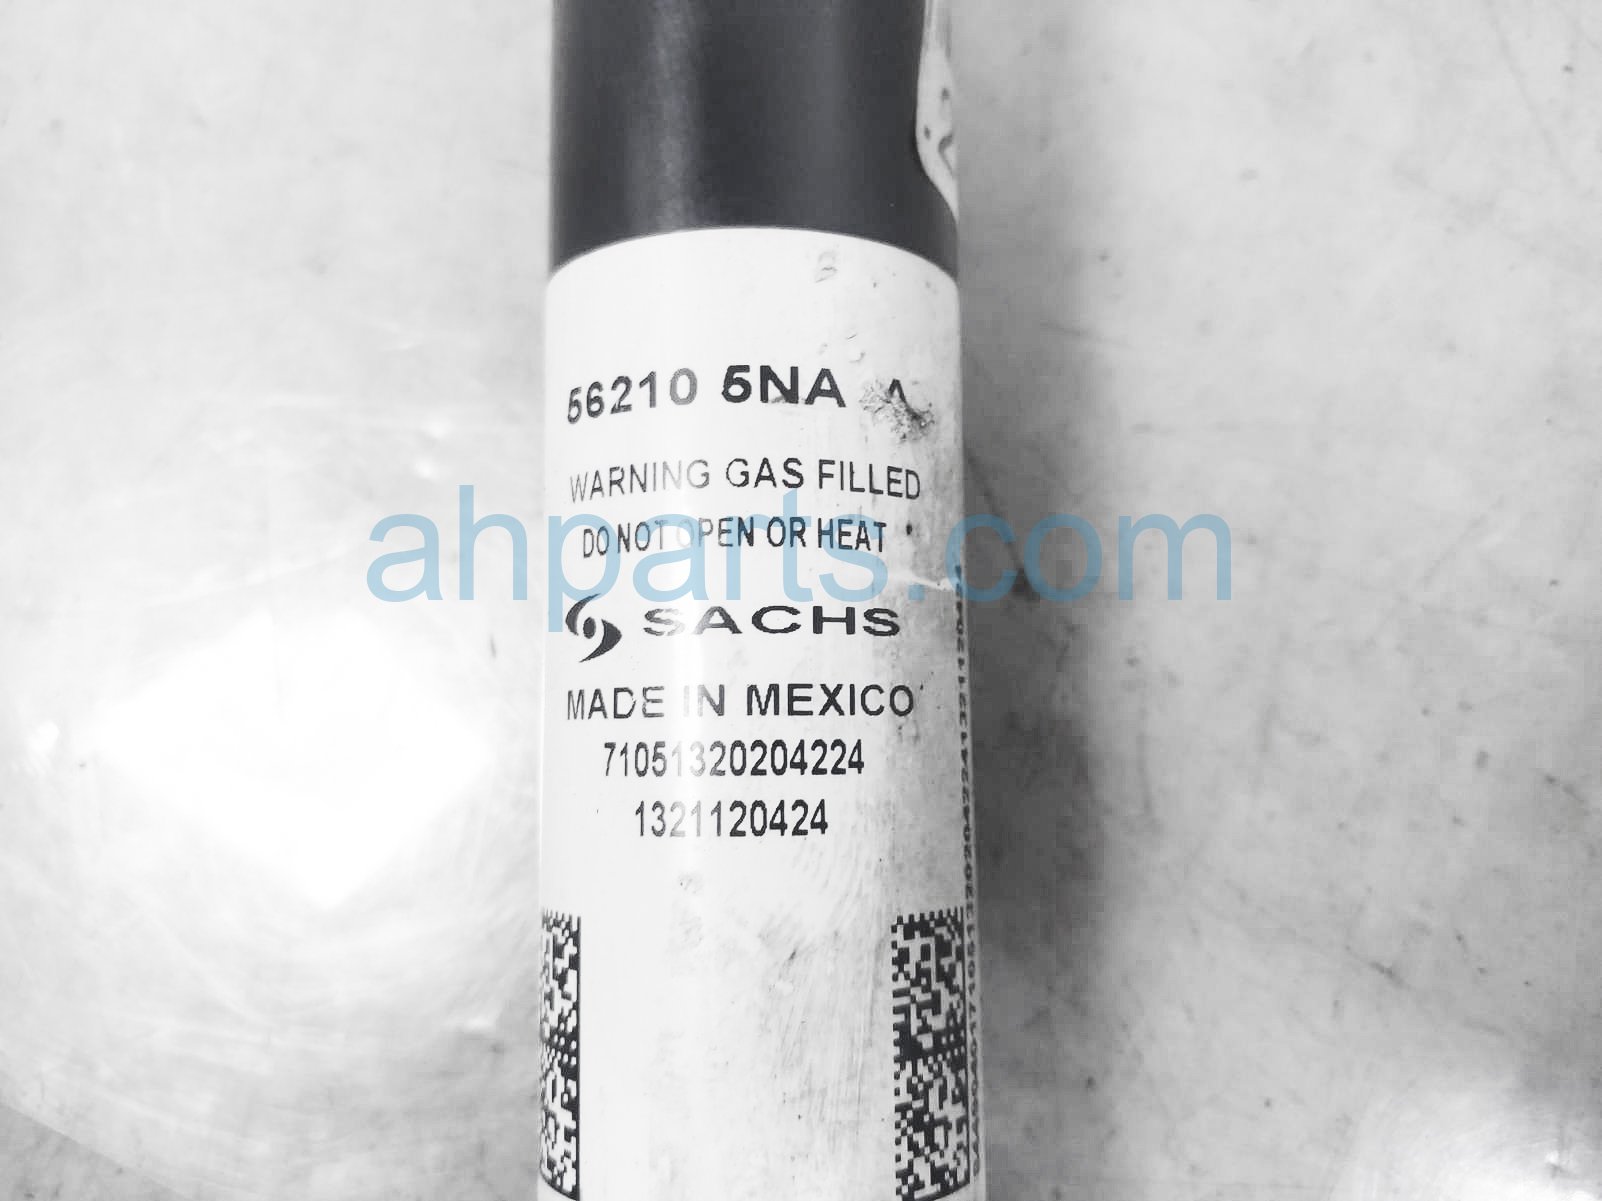 56210 5NA A
WARNING GAS FILLED
DO NOT OPEN OR HEAT
ahparts.com
SACHS
MADE IN MEXICO
71051320204224
1321120424